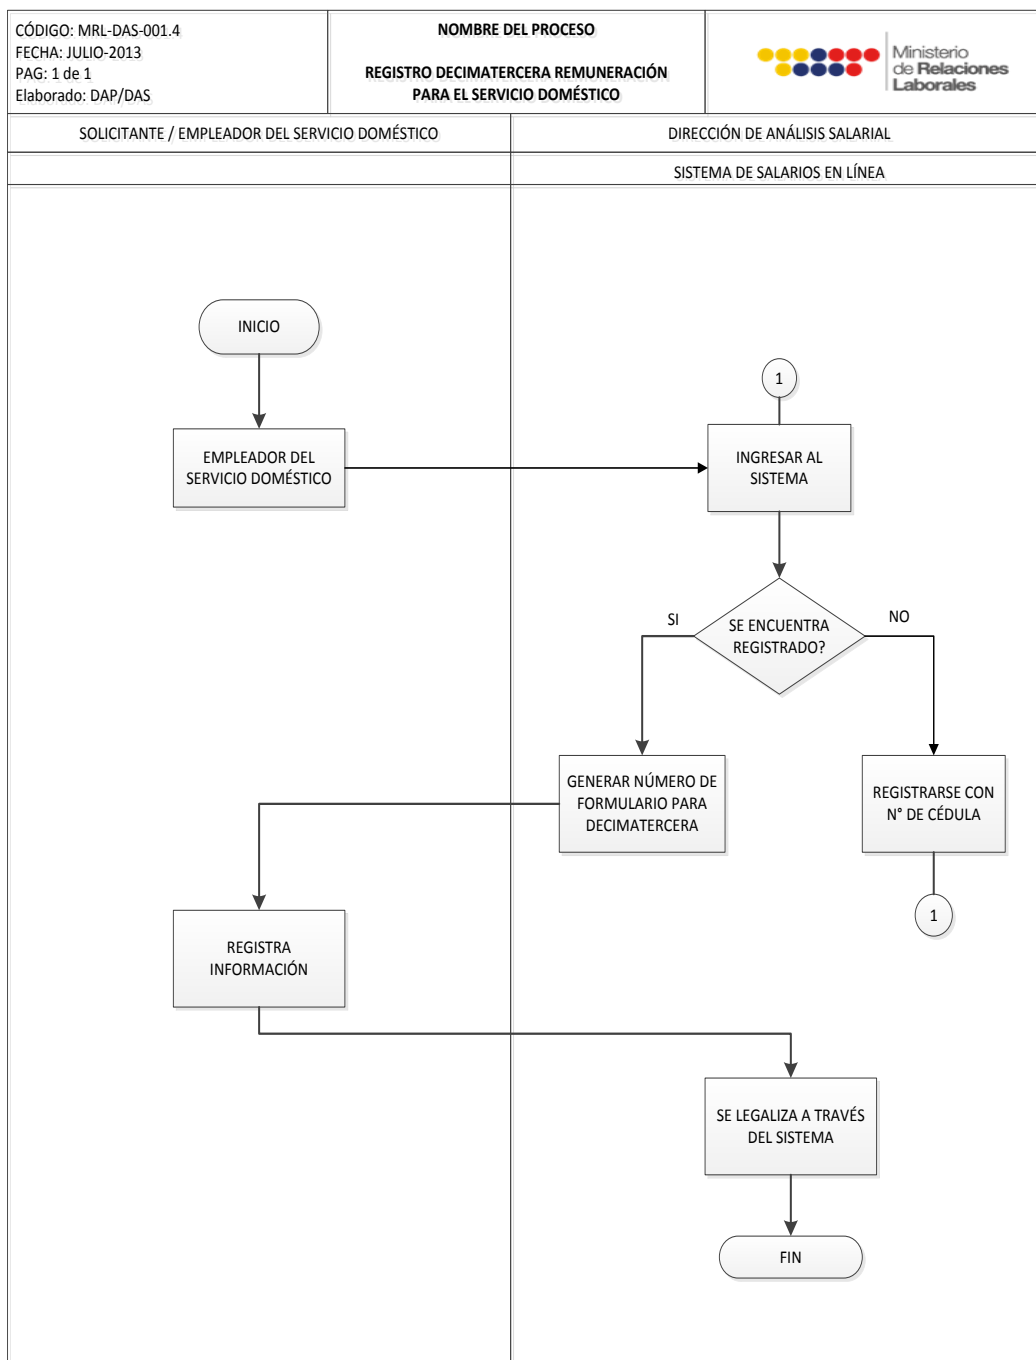 CÓDIGO: MRL-DAS-001.4
FECHA: JULIO-2013
PAG: 1 de 1
Elaborado: DAP/DAS
NOMBRE DEL PROCESO
REGISTRO DECIMATERCERA REMUNERACIÓN
PARA EL SERVICIO DOMÉSTICO
Ministerio
de Relaciones
Laborales
SOLICITANTE / EMPLEADOR DEL SERVICIO DOMÉSTICO
DIRECCIÓN DE ANÁLISIS SALARIAL
SISTEMA DE SALARIOS EN LÍNEA
INICIO
1
EMPLEADOR DEL
SERVICIO DOMÉSTICO
INGRESAR AL
SISTEMA
SE ENCUENTRA
REGISTRADO?
SI
NO
GENERAR NÚMERO DE
FORMULARIO PARA
DECIMATERCERA
REGISTRARSE CON
N° DE CÉDULA
1
REGISTRA
INFORMACIÓN
SE LEGALIZA A TRAVÉS
DEL SISTEMA
FIN